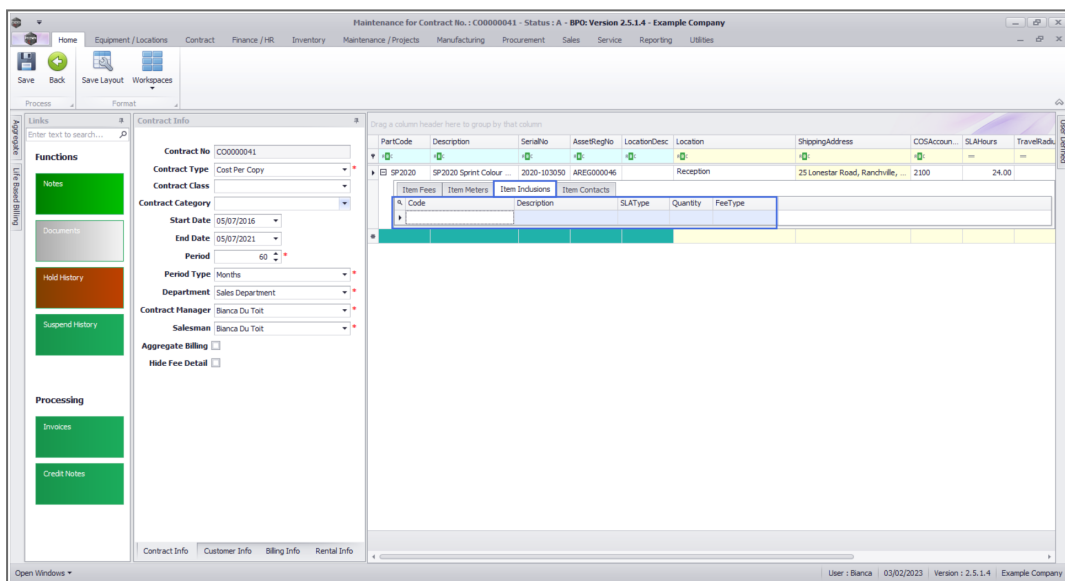 Maintenance for Contract No. : CO0000041 - Status : A - BPO: Version 2.5.1.4 - Example Company
Home Equipment / Locations Contract Finance / HR Inventory Maintenance / Projects Manufacturing Procurement Sales Service Reporting Utilities
Save Back Save Layout Workspaces
Process Format
Aggregate
Life Based Billing
Links
Enter text to search...
Functions
Notes
Documents
Hold History
Suspend History
Processing
Invoices
Credit Notes
Contract Info
Contract No CO0000041
Contract Type Cost Per Copy *
Contract Class
Contract Category
Start Date 05/07/2016
End Date 05/07/2021
Period 60 *
Period Type Months *
Department Sales Department *
Contract Manager Bianca Du Toit *
Salesman Bianca Du Toit *
Aggregate Billing
Hide Fee Detail
Contract Info Customer Info Billing Info Rental Info
Drag a column header here to group by that column
PartCode Description SerialNo AssetRegNo LocationDesc Location ShippingAddress COSAccoun... SLAHours TravelRadiu
= =
SP2020 SP2020 Sprint Colour ... 2020-103050 AREG000046 Reception 25 Lonestar Road, Ranchville, ... 2100 24.00
Item Fees Item Meters Item Inclusions Item Contacts
Code Description SLAType Quantity FeeType
User Defined
Open Windows
User : Bianca 03/02/2023 Version : 2.5.1.4 Example Company